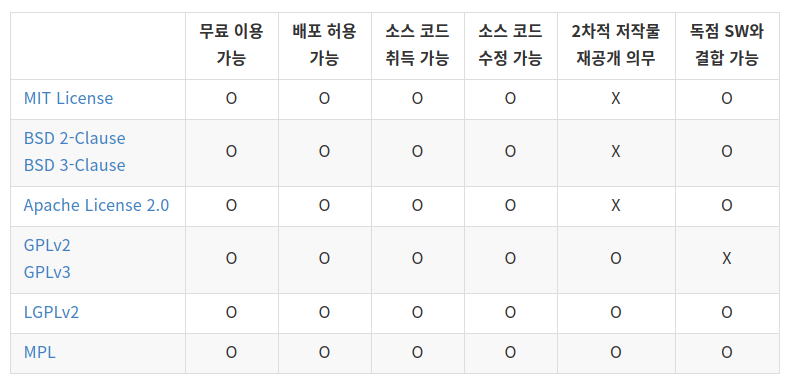 무료 이용 가능 배포 허용 가능 소스 코드 취득 가능 소스 코드 수정 가능 2차적 저작물 재공개 의무 독점 SW와 결합 가능
MIT License O O O O X O
BSD 2-Clause
BSD 3-Clause O O O O X O
Apache License 2.0 O O O O X O
GPLv2
GPLv3 O O O O O X
LGPLv2 O O O O O O
MPL O O O O O O